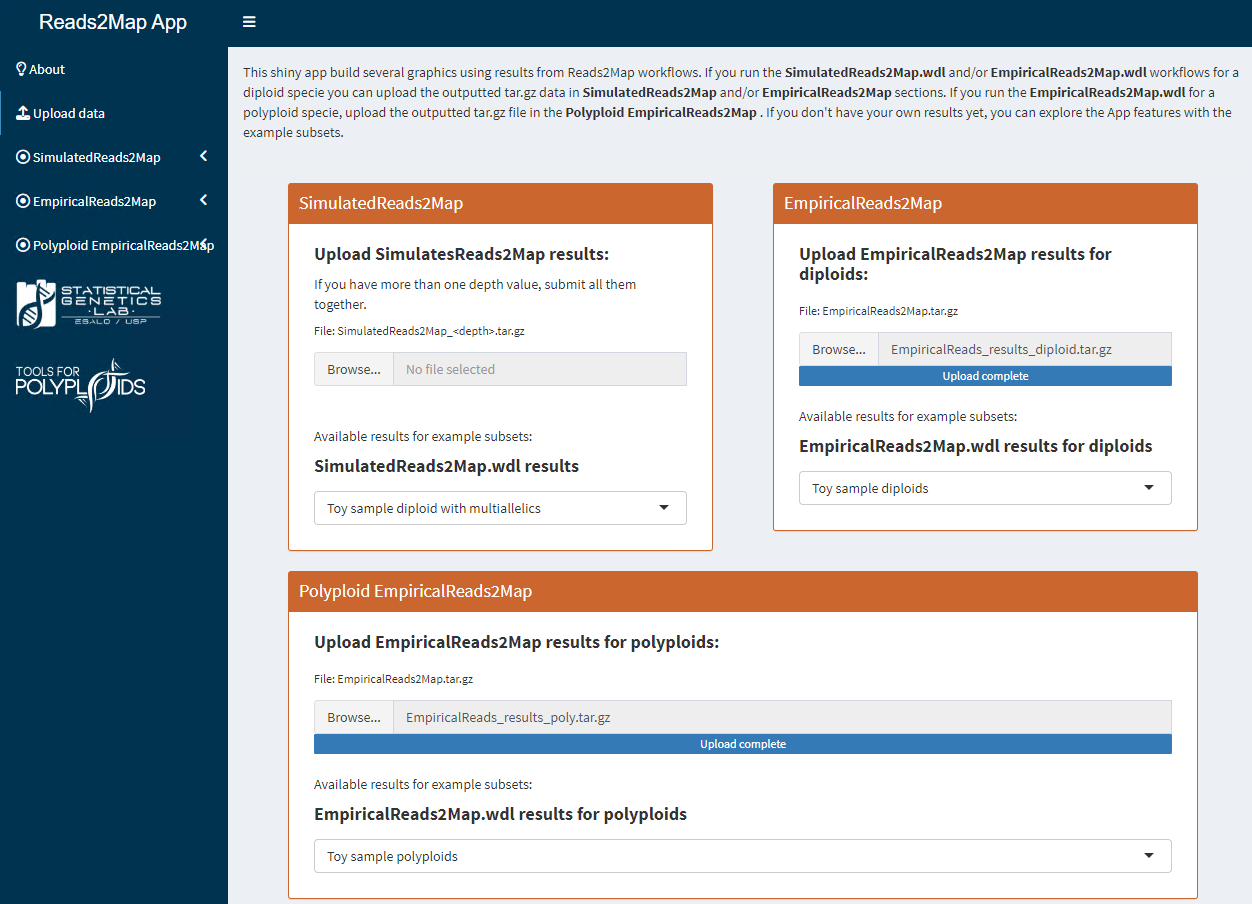 Reads2Map App
About
Upload data
SimulatedReads2Map
EmpiricalReads2Map
Polyploid EmpiricalReads2Map
STATISTICAL
GENETICS
·LAB·
ESALQ / USP
TOOLS FOR
POLYPLOIDS
This shiny app build several graphics using results from Reads2Map workflows. If you run the SimulatedReads2Map.wdl and/or EmpiricalReads2Map.wdl workflows for a
diploid specie you can upload the outputted tar.gz data in SimulatedReads2Map and/or EmpiricalReads2Map sections. If you run the EmpiricalReads2Map.wdl for a
polyploid specie, upload the outputted tar.gz file in the Polyploid EmpiricalReads2Map . If you don't have your own results yet, you can explore the App features with the
example subsets.
SimulatedReads2Map
Upload SimulatesReads2Map results:
If you have more than one depth value, submit all them
together.
File: SimulatedReads2Map_<depth>.tar.gz
Browse... No file selected
Available results for example subsets:
SimulatedReads2Map.wdl results
Toy sample diploid with multiallelics
EmpiricalReads2Map
Upload EmpiricalReads2Map results for
diploids:
File: EmpiricalReads2Map.tar.gz
Browse... EmpiricalReads_results_diploid.tar.gz
Upload complete
Available results for example subsets:
EmpiricalReads2Map.wdl results for diploids
Toy sample diploids
Polyploid EmpiricalReads2Map
Upload EmpiricalReads2Map results for polyploids:
File: EmpiricalReads2Map.tar.gz
Browse... EmpiricalReads_results_poly.tar.gz
Upload complete
Available results for example subsets:
EmpiricalReads2Map.wdl results for polyploids
Toy sample polyploids